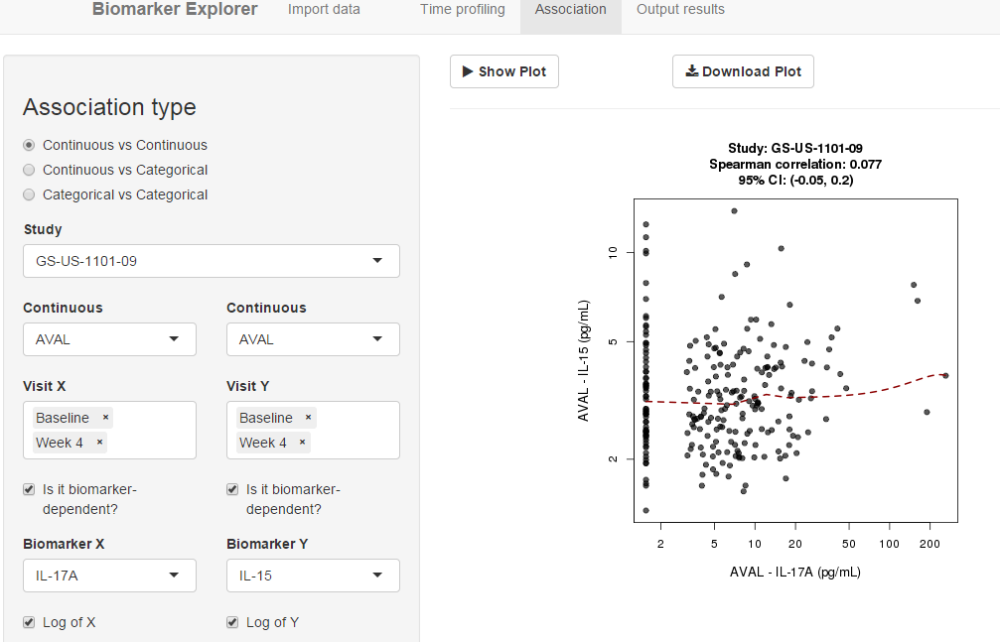 Biomarker Explorer Import data Time profiling Association Output results
Show Plot Download Plot
Association type
Continuous vs Continuous
Continuous vs Categorical
Categorical vs Categorical
Study
GS-US-1101-09
Continuous Continuous
AVAL AVAL
Visit X Visit Y
Baseline × Baseline ×
Week 4 × Week 4 ×
Is it biomarker- Is it biomarker-
dependent? dependent?
Biomarker X Biomarker Y
IL-17A IL-15
Log of X Log of Y
Study: GS-US-1101-09
Spearman correlation: 0.077
95% CI: (-0.05, 0.2)
AVAL - IL-15 (pg/mL)
10
5
2
2 5 10 20 50 100 200
AVAL - IL-17A (pg/mL)